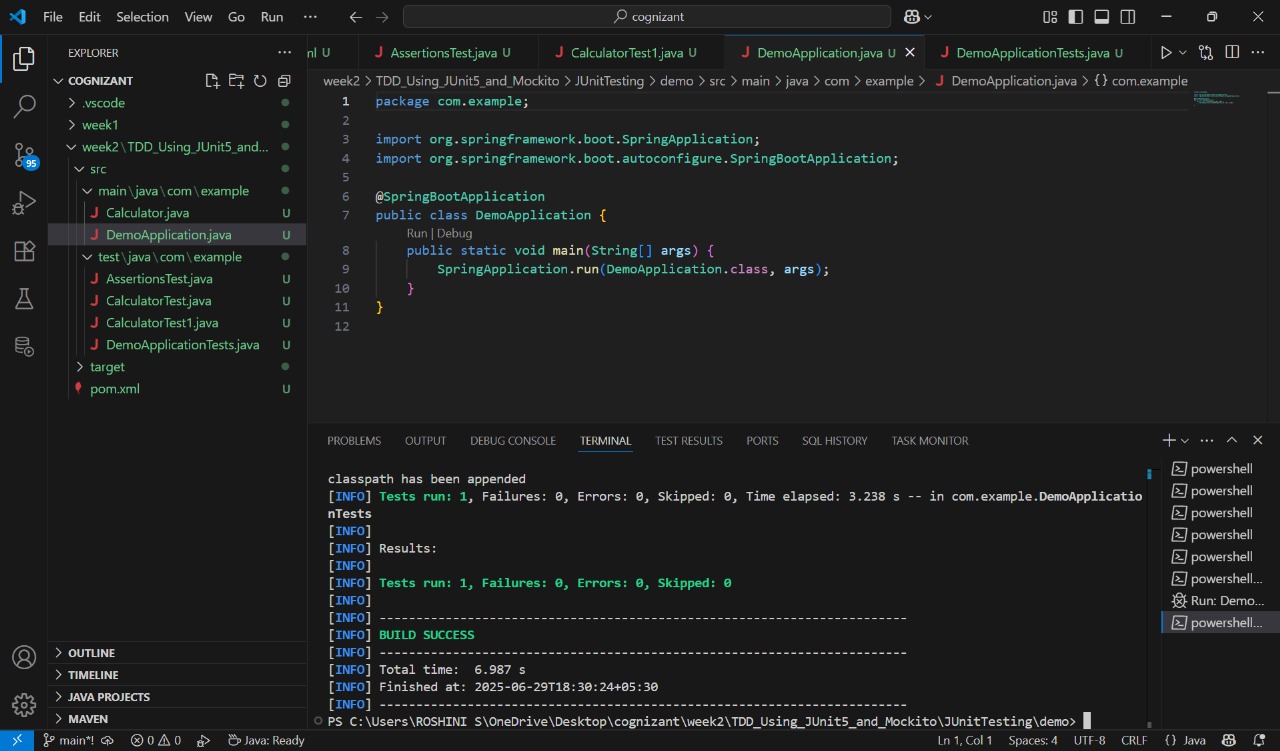 File Edit Selection View Go Run ··· cognizant
EXPLORER
COGNIZANT
.vscode
week1
week2\TDD_Using_JUnit5_and...
src
main\java\com\example
Calculator.java U
DemoApplication.java U
test\java\com\example
AssertionsTest.java U
CalculatorTest.java U
CalculatorTest1.java U
DemoApplicationTests.java U
target
pom.xml U
OUTLINE
TIMELINE
JAVA PROJECTS
MAVEN
95
ml U AssertionsTest.java U CalculatorTest1.java U DemoApplication.java U DemoApplicationTests.java U
week2 > TDD_Using_JUnit5_and_Mockito > JUnitTesting > demo > src > main > java > com > example > DemoApplication.java > {} com.example
1 package com.example;
2
3 import org.springframework.boot.SpringApplication;
4 import org.springframework.boot.autoconfigure.SpringBootApplication;
5
6 @SpringBootApplication
7 public class DemoApplication {
Run | Debug
8 public static void main(String[] args) {
9 SpringApplication.run(DemoApplication.class, args);
10 }
11 }
12
PROBLEMS OUTPUT DEBUG CONSOLE TERMINAL TEST RESULTS PORTS SQL HISTORY TASK MONITOR
classpath has been appended
[INFO] Tests run: 1, Failures: 0, Errors: 0, Skipped: 0, Time elapsed: 3.238 s -- in com.example.DemoApplicatio
nTests
[INFO]
[INFO] Results:
[INFO]
[INFO] Tests run: 1, Failures: 0, Errors: 0, Skipped: 0
[INFO]
[INFO] ------------------------------------------------------------------------
[INFO] BUILD SUCCESS
[INFO] ------------------------------------------------------------------------
[INFO] Total time:  6.987 s
[INFO] Finished at: 2025-06-29T18:30:24+05:30
[INFO] ------------------------------------------------------------------------
PS C:\Users\ROSHINI S\OneDrive\Desktop\cognizant\week2\TDD_Using_JUnit5_and_Mockito\JUnitTesting\demo>
powershell
powershell
powershell
powershell
powershell
powershell...
Run: Demo...
powershell...
main*! 0 0 Java: Ready Ln 1, Col 1 Spaces: 4 UTF-8 CRLF {} Java